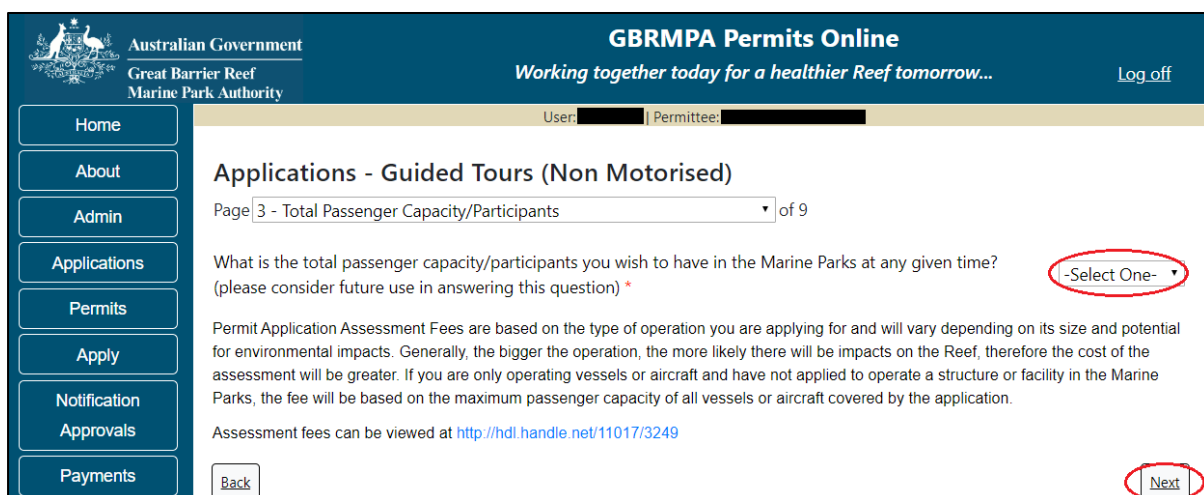 Australian Government
Great Barrier Reef
Marine Park Authority
GBRMPA Permits Online
Working together today for a healthier Reef tomorrow...
Log off
User: | Permittee:
Home
About
Admin
Applications
Permits
Apply
Notification
Approvals
Payments
Applications - Guided Tours (Non Motorised)
Page 3 - Total Passenger Capacity/Participants of 9
What is the total passenger capacity/participants you wish to have in the Marine Parks at any given time?
(please consider future use in answering this question) *
-Select One-
Permit Application Assessment Fees are based on the type of operation you are applying for and will vary depending on its size and potential
for environmental impacts. Generally, the bigger the operation, the more likely there will be impacts on the Reef, therefore the cost of the
assessment will be greater. If you are only operating vessels or aircraft and have not applied to operate a structure or facility in the Marine
Parks, the fee will be based on the maximum passenger capacity of all vessels or aircraft covered by the application.
Assessment fees can be viewed at http://hdl.handle.net/11017/3249
Back
Next